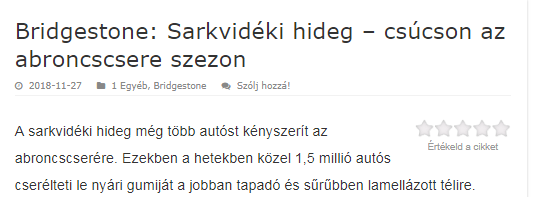 Bridgestone: Sarkvidéki hideg – csúcson az
abroncscsere szezon
2018-11-27 1 Egyéb, Bridgestone Szólj hozzá!
A sarkvidéki hideg még több autóst kényszerít az
abroncscserére. Ezekben a hetekben közel 1,5 millió autós
cserélteti le nyári gumiját a jobban tapadó és sűrűbben lamellázott télire.
Értékeld a cikket